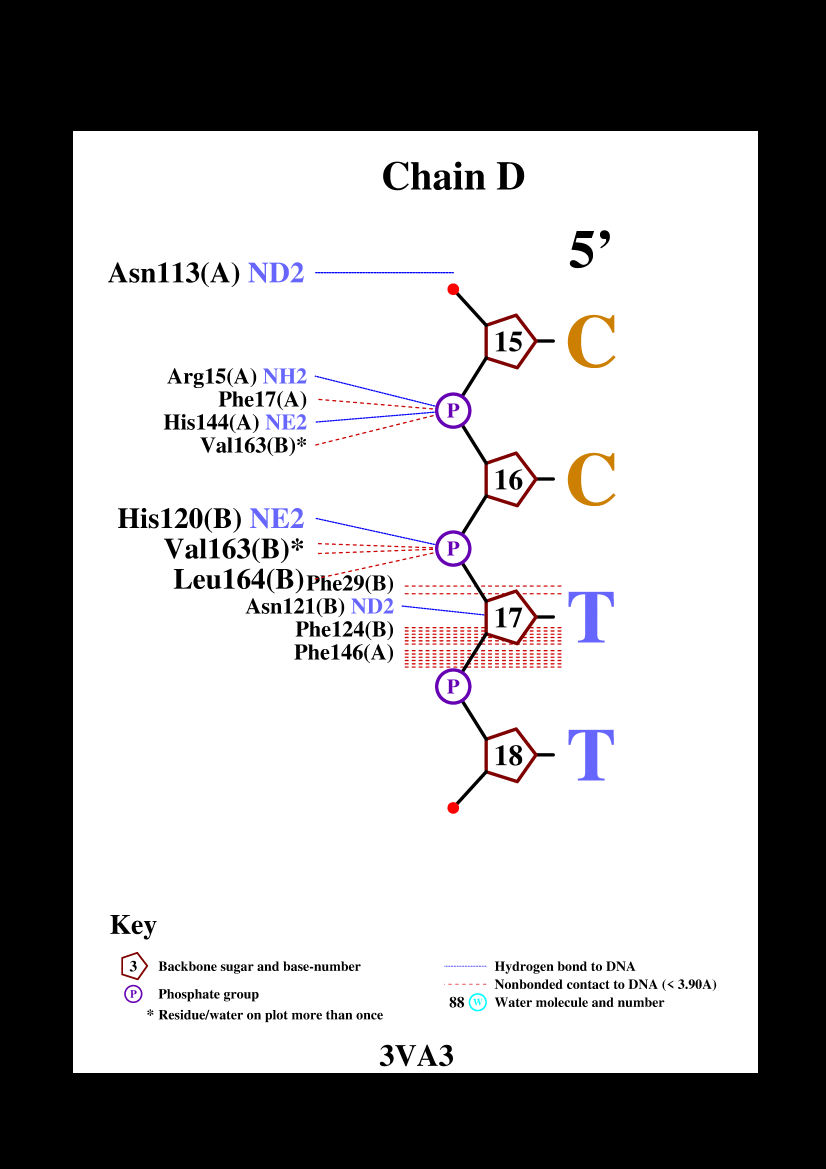 Chain D
5’
Asn113(A) ND2
15 C
Arg15(A) NH2
Phe17(A)
P
His144(A) NE2
Val163(B)*
16 C
His120(B) NE2
Val163(B)*
P
Leu164(B)
Phe29(B)
Asn121(B) ND2
17 T
Phe124(B)
Phe146(A)
P
18 T
Key
3 Backbone sugar and base-number
P Phosphate group
* Residue/water on plot more than once
Hydrogen bond to DNA
Nonbonded contact to DNA (< 3.90A)
88 W Water molecule and number
3VA3